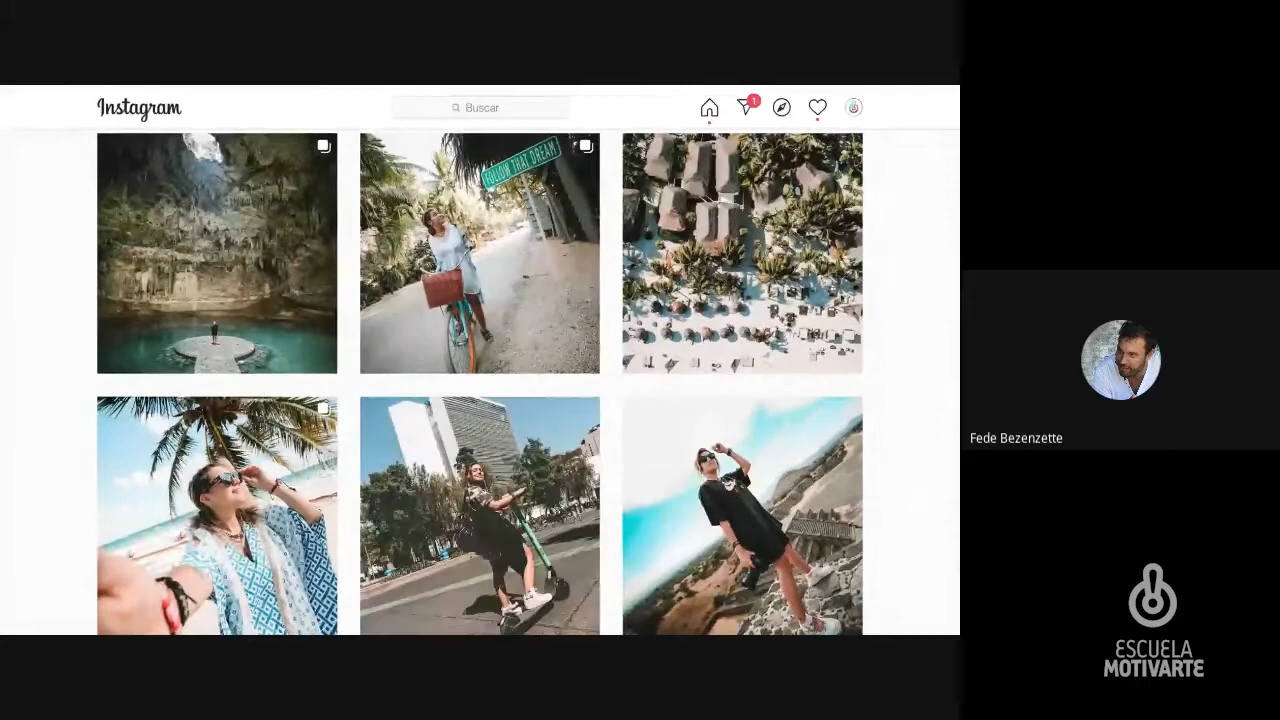 Instagram
Buscar
1
FOLLOW THAT DREAM
Fede Bezenzette
ESCUELA
MOTIVARTE